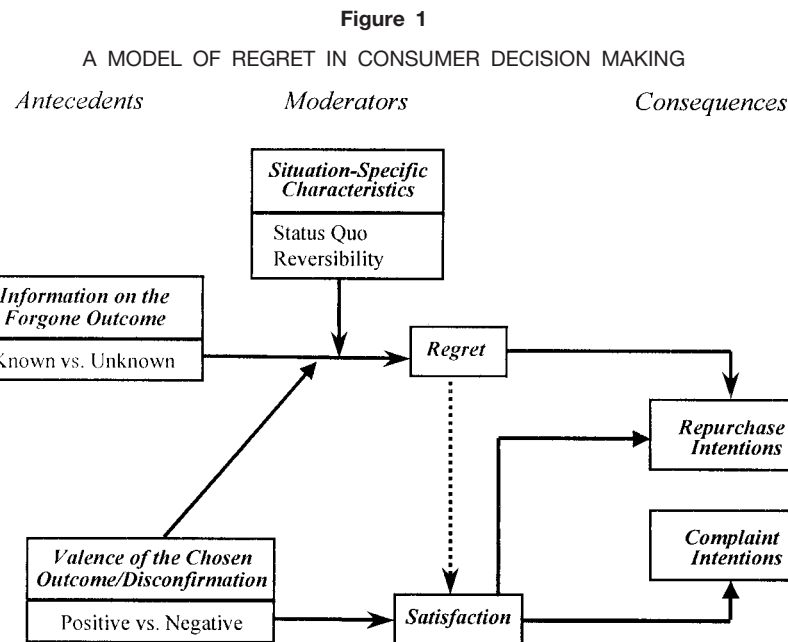 Figure 1
A MODEL OF REGRET IN CONSUMER DECISION MAKING
Antecedents Moderators Consequences
Situation-Specific
Characteristics
Status Quo
Reversibility
Information on the
Forgone Outcome
Known vs. Unknown
Regret
Repurchase
Intentions
Valence of the Chosen
Outcome/Disconfirmation
Positive vs. Negative
Satisfaction
Complaint
Intentions